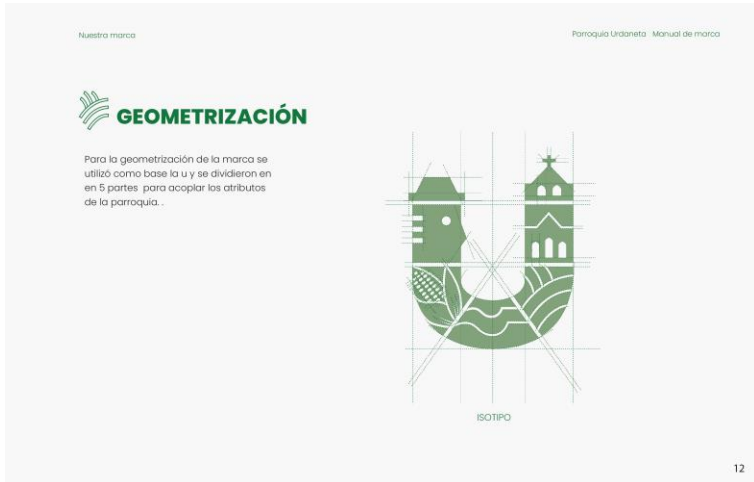 Nuestra marca
Parroquia Urdaneta Manual de marca
GEOMETRIZACIÓN
Para la geometrización de la marca se
utilizó como base la u y se dividieron en
en 5 partes para acoplar los atributos
de la parroquia. .
ISOTIPO
12